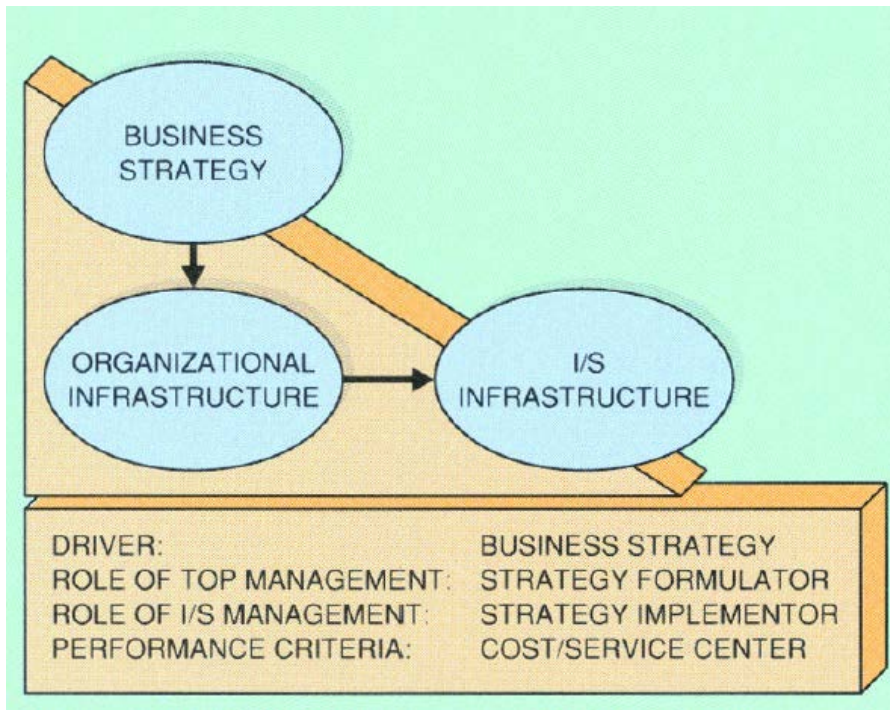 BUSINESS
STRATEGY
ORGANIZATIONAL
INFRASTRUCTURE
I/S
INFRASTRUCTURE
DRIVER: BUSINESS STRATEGY
ROLE OF TOP MANAGEMENT: STRATEGY FORMULATOR
ROLE OF I/S MANAGEMENT: STRATEGY IMPLEMENTOR
PERFORMANCE CRITERIA: COST/SERVICE CENTER